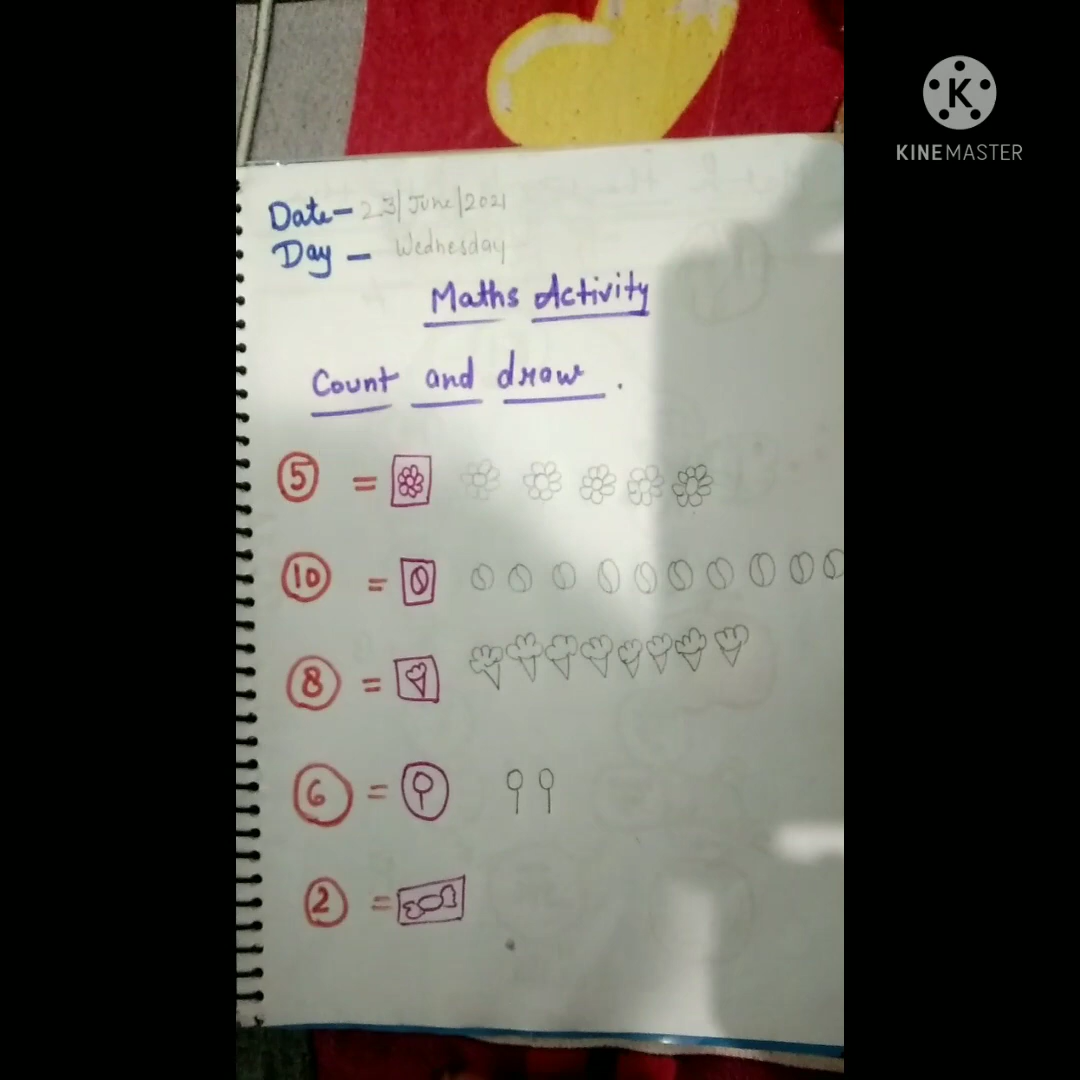 KINEMASTER
Date - 23/June/2021
Day - Wednesday
Maths Activity
Count and draw.
5 =
10 =
8 =
6 =
2 =